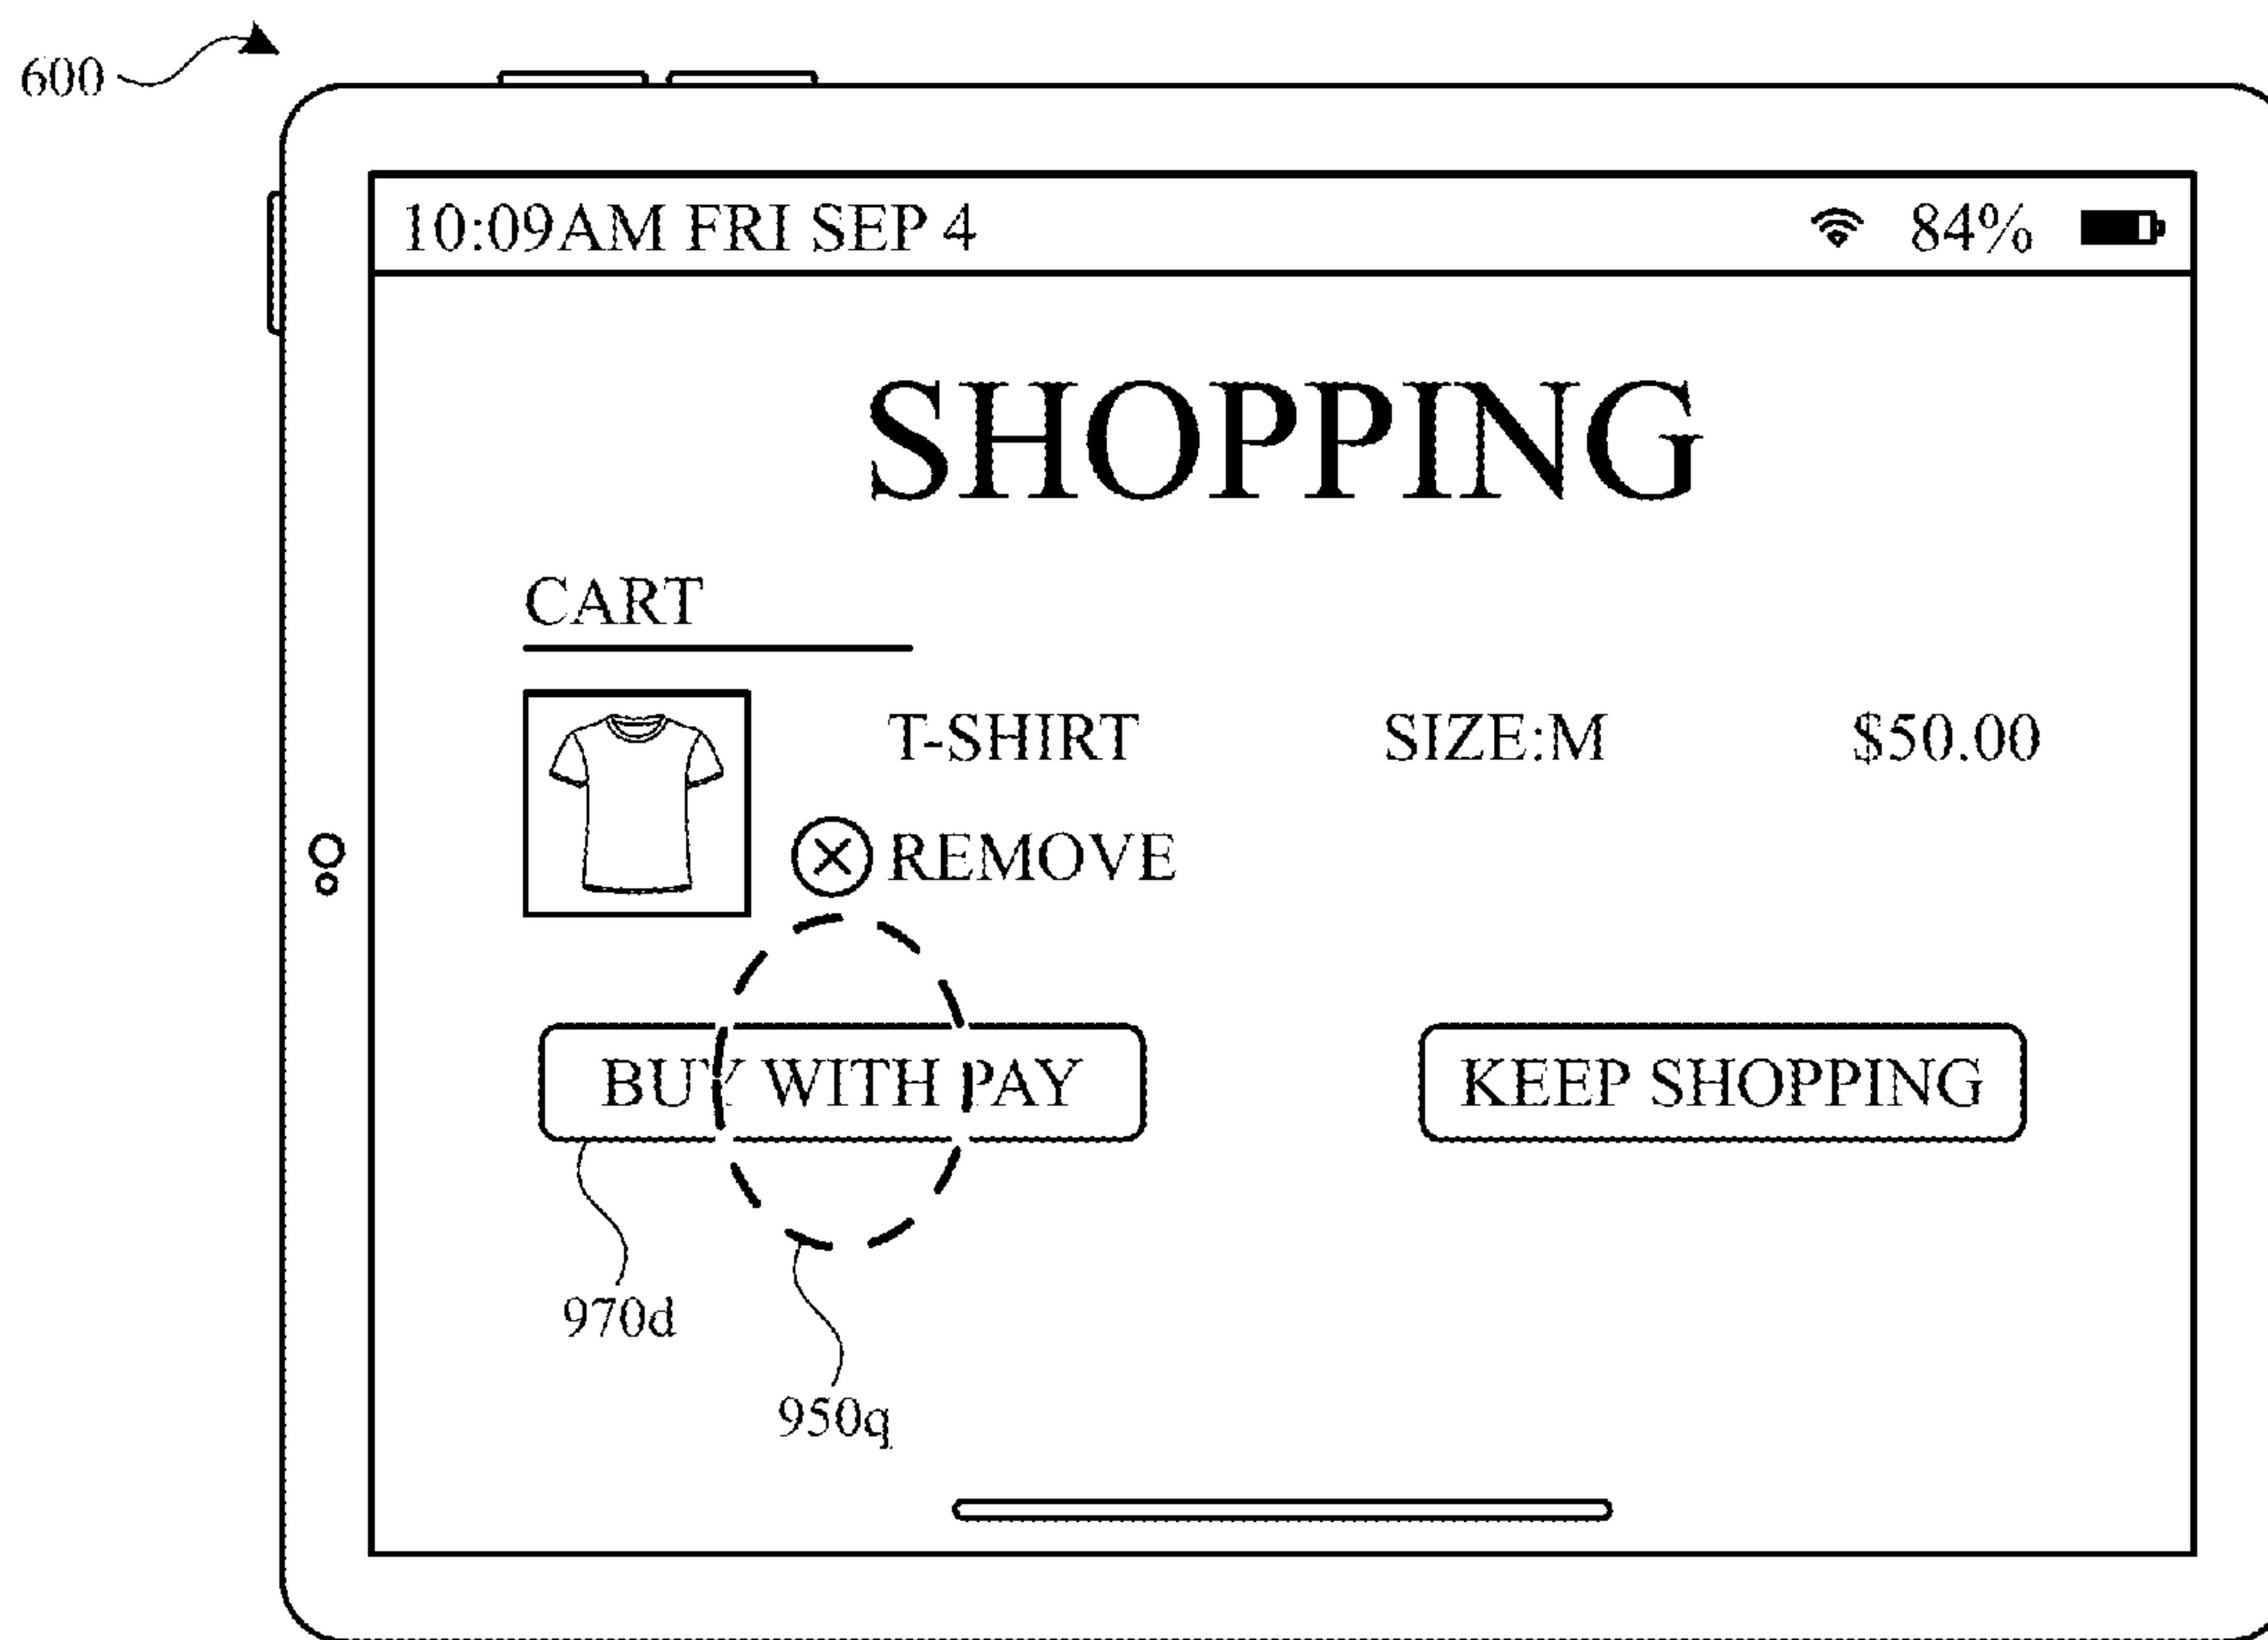 600
10:09AM FRI SEP 4 84%
SHOPPING
CART
T-SHIRT SIZE:M $50.00
REMOVE
BUY WITH PAY KEEP SHOPPING
970d
950q